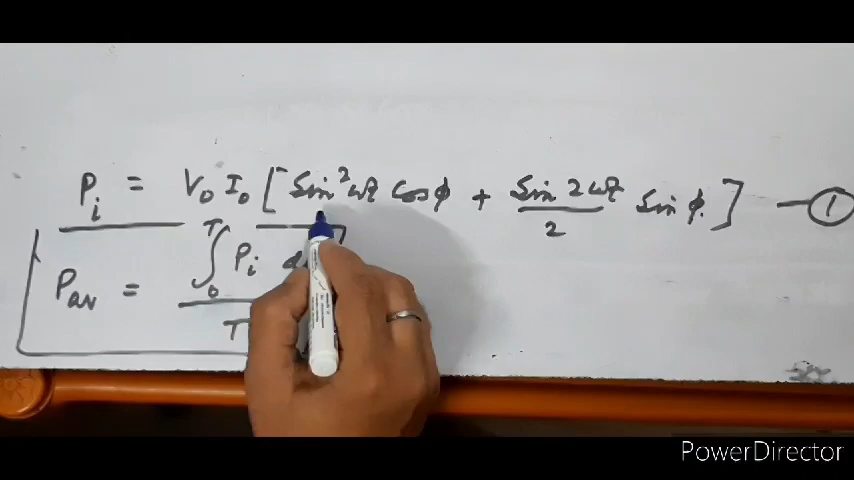 Pi = V0 I0 [ Sin²ωt Cosϕ + Sin 2ωt / 2 Sin ϕ. ] — ①
Pav = ∫0T Pi d / T
PowerDirector